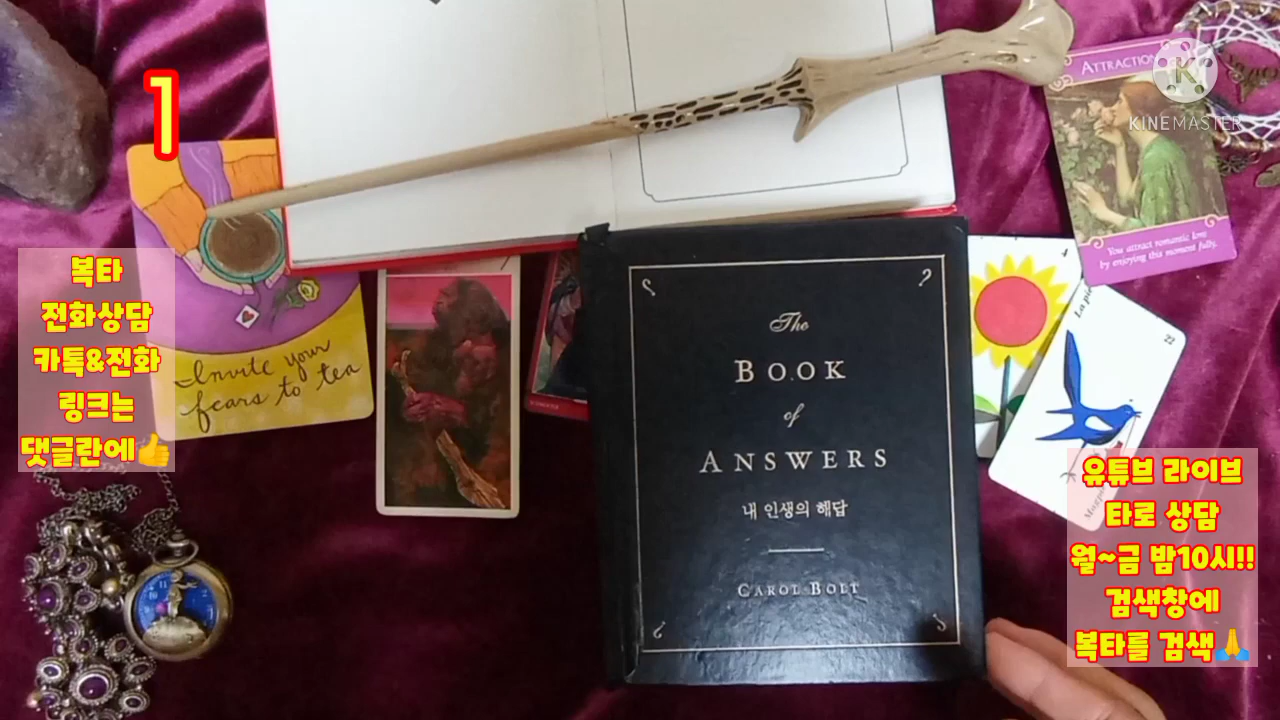 1
ATTRACTION
KINEMASTER
You attract romantic love
by enjoying this moment fully.
복타
전화상담
카톡&전화
링크는
댓글란에👍
Invite your
fears to tea
The
BOOK
of
ANSWERS
내 인생의 해답
CAROL BOLT
4
22
유튜브 라이브
타로 상담
월~금 밤10시!!
검색창에
복타를 검색🙏